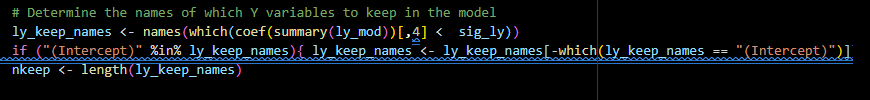 # Determine the names of which Y variables to keep in the model
ly_keep_names <- names(which(coef(summary(ly_mod))[,4] <  sig_ly))
if ("(Intercept)" %in% ly_keep_names){ ly_keep_names <- ly_keep_names[-which(ly_keep_names == "(Intercept)")]
nkeep <- length(ly_keep_names)